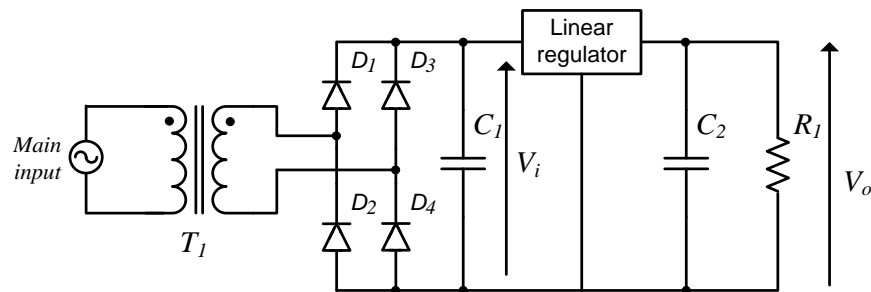 Linear
regulator
D1
D3
Main
input
C1
Vi
C2
R1
Vo
D2
D4
T1